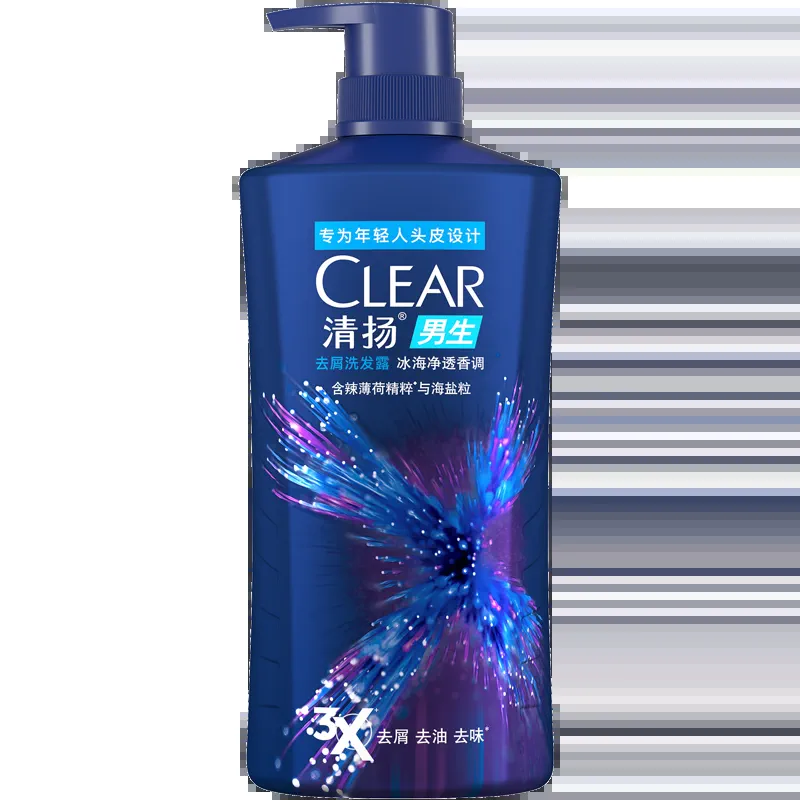 专为年轻人头皮设计
CLEAR
清扬® 男生
去屑洗发露 冰海净透香调
含辣薄荷精粹*与海盐粒
3X 去屑 去油 去味*